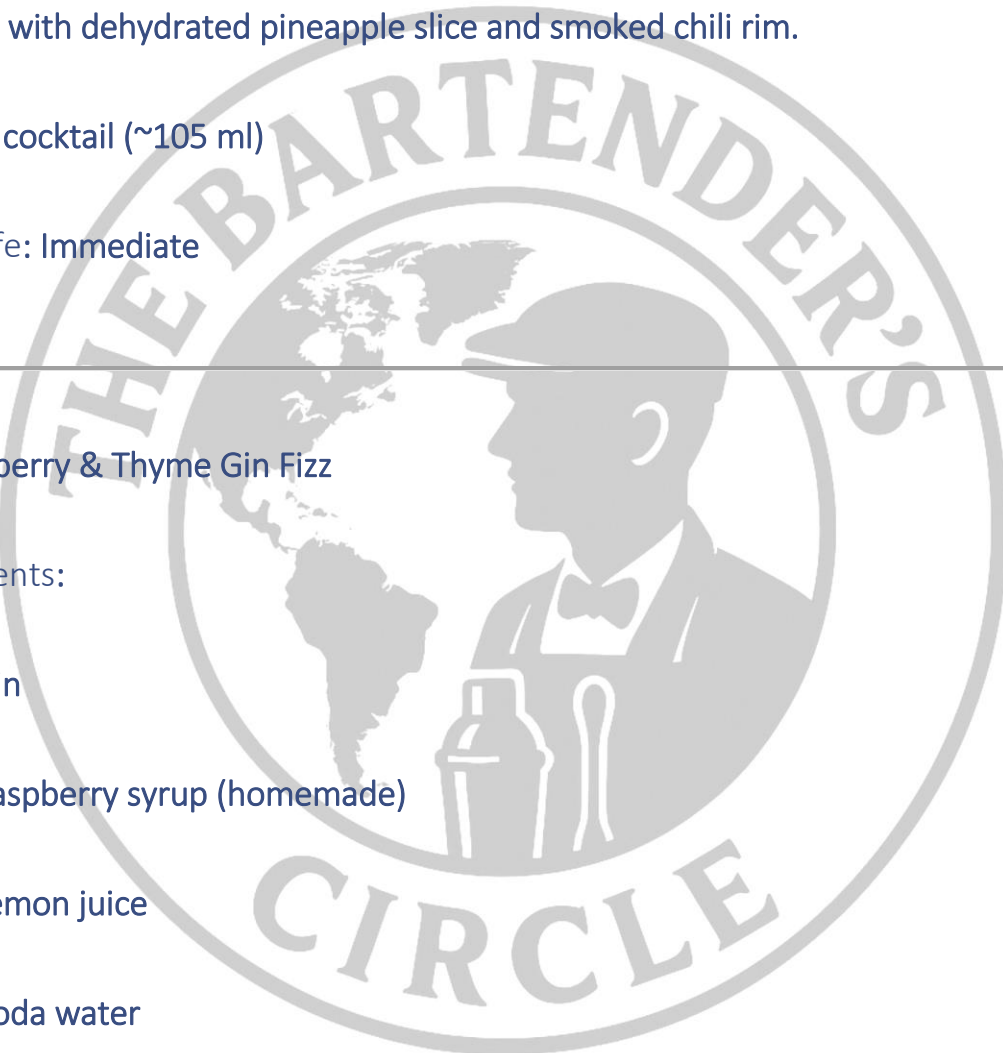 with dehydrated pineapple slice and smoked chili rim.
cocktail (~105 ml)
fe: Immediate
berry & Thyme Gin Fizz
ents:
n
aspberry syrup (homemade)
emon juice
oda water
THE BARTENDER'S
CIRCLE